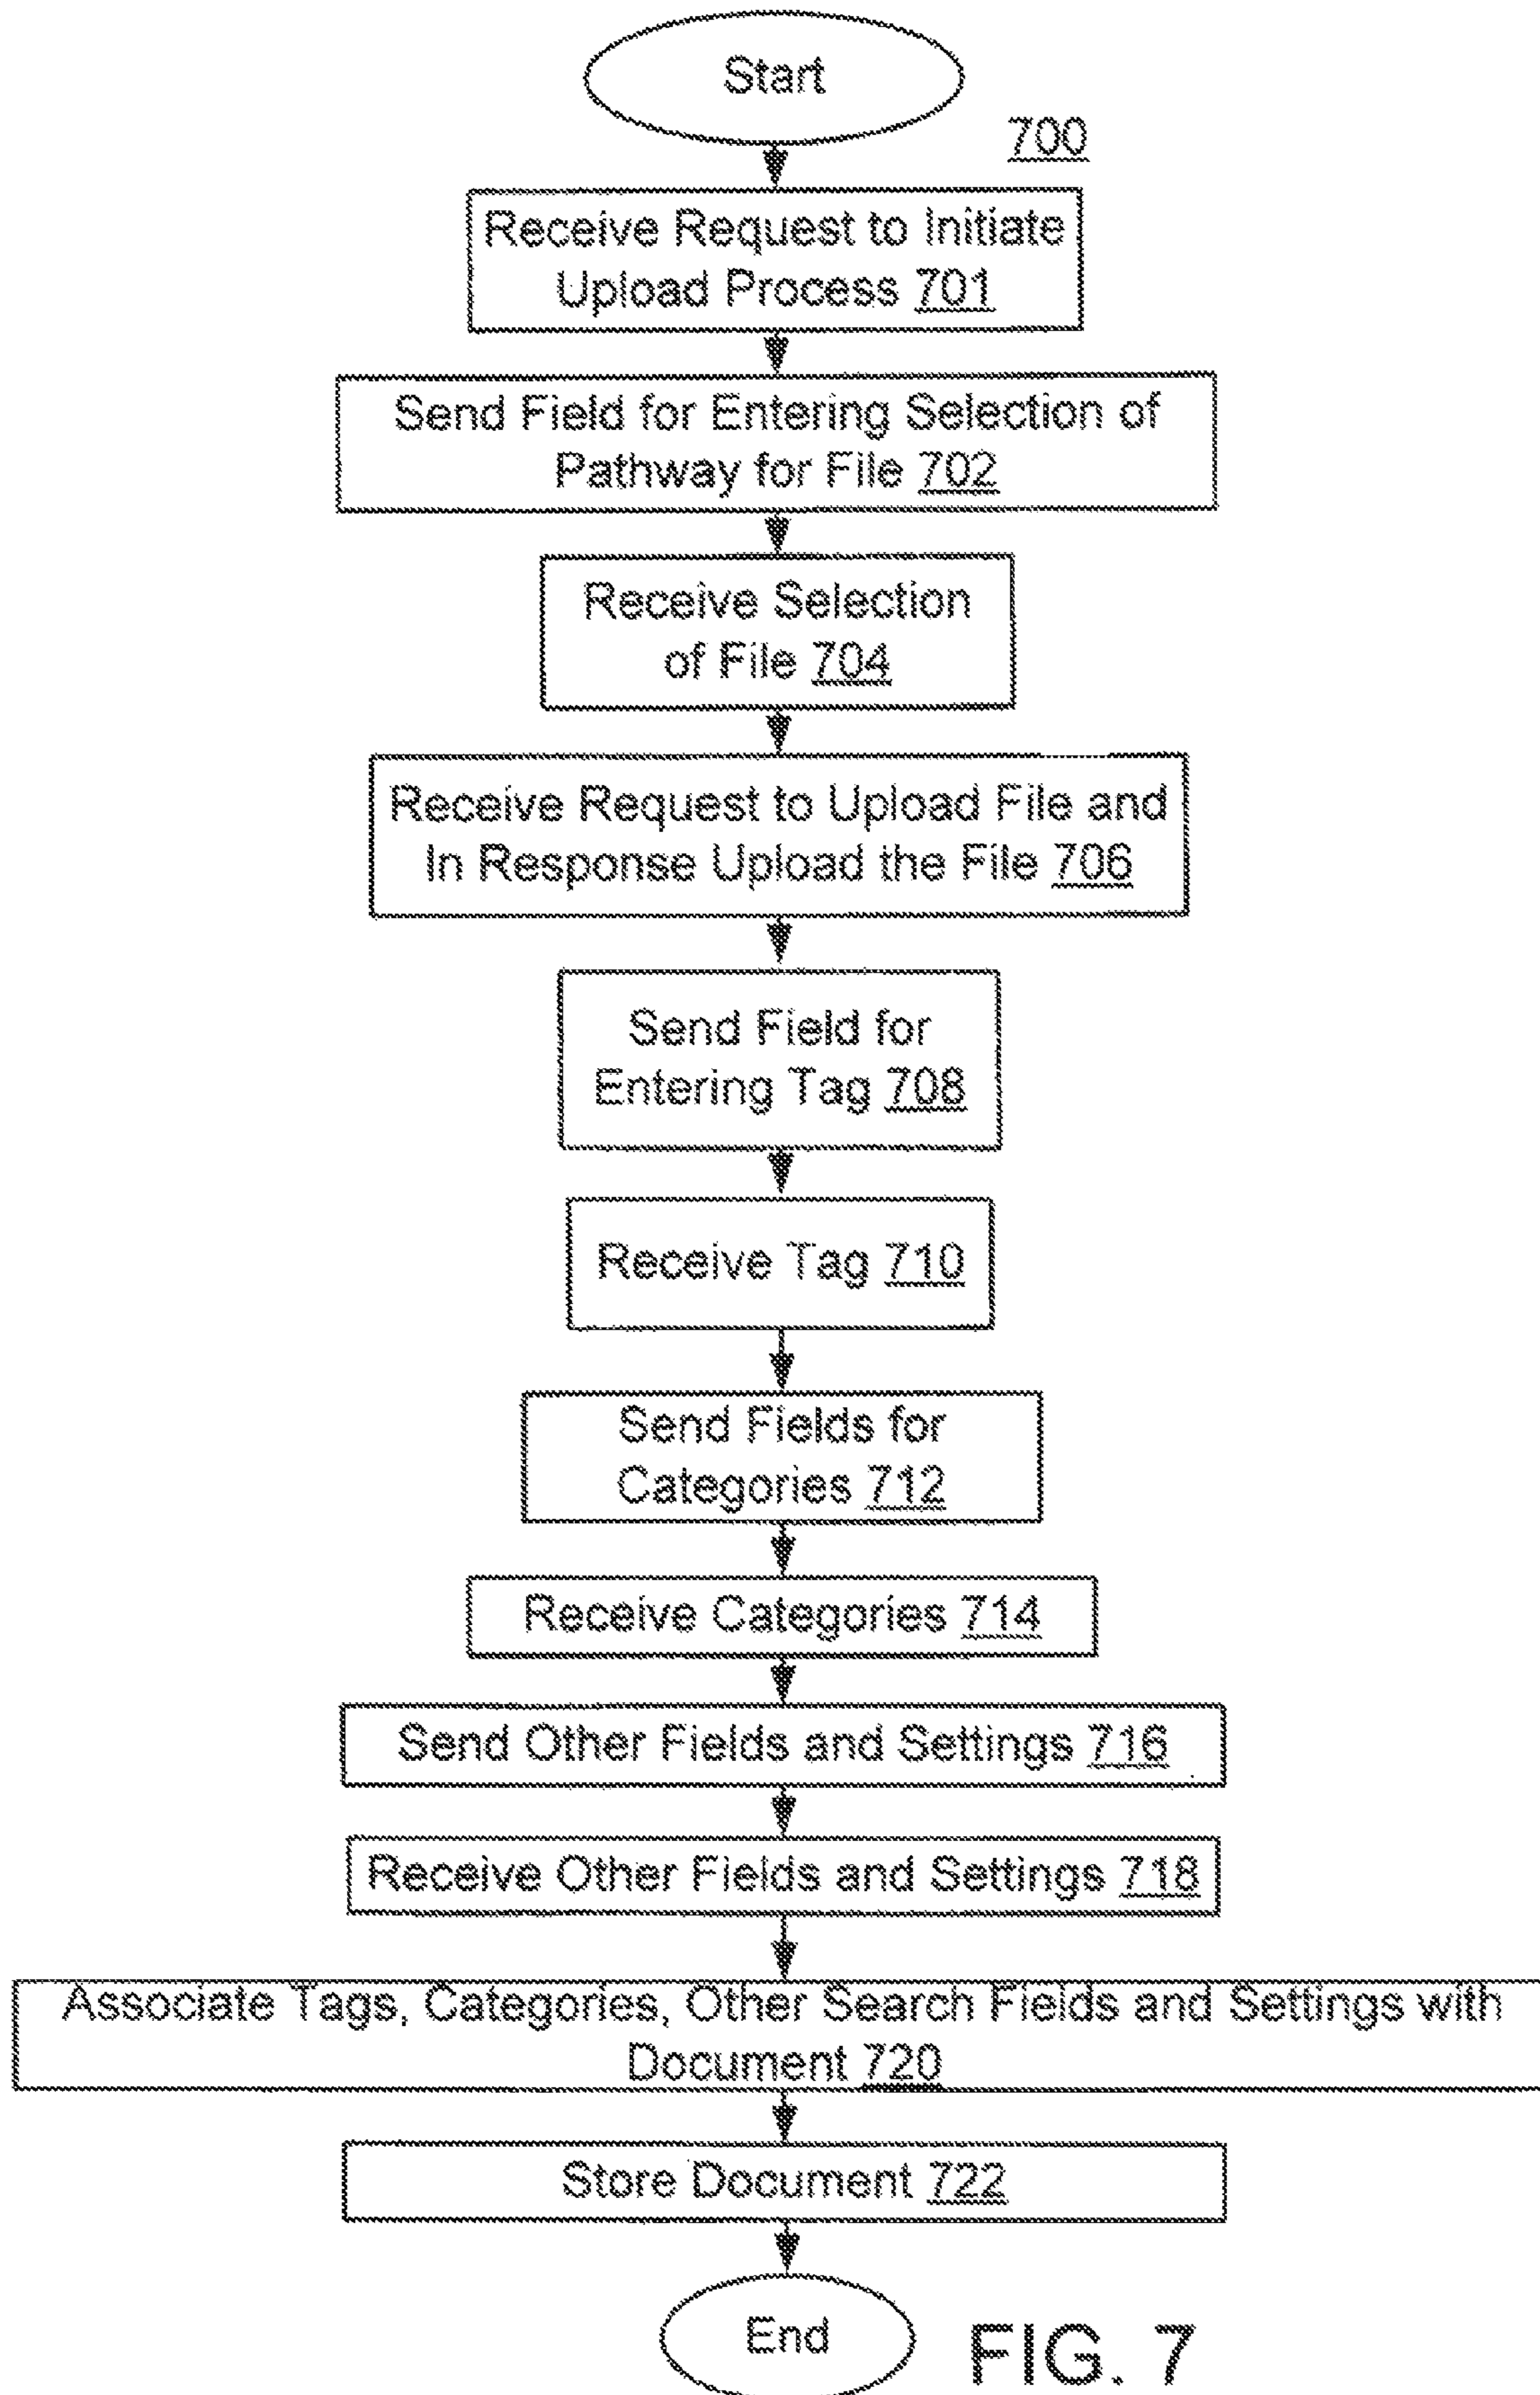 Start
700
Receive Request to Initiate
Upload Process 701
Send Field for Entering Selection of
Pathway for File 702
Receive Selection
of File 704
Receive Request to Upload File and
In Response Upload the File 706
Send Field for
Entering Tag 708
Receive Tag 710
Send Fields for
Categories 712
Receive Categories 714
Send Other Fields and Settings 716
Receive Other Fields and Settings 718
Associate Tags, Categories, Other Search Fields and Settings with
Document 720
Store Document 722
End
FIG. 7